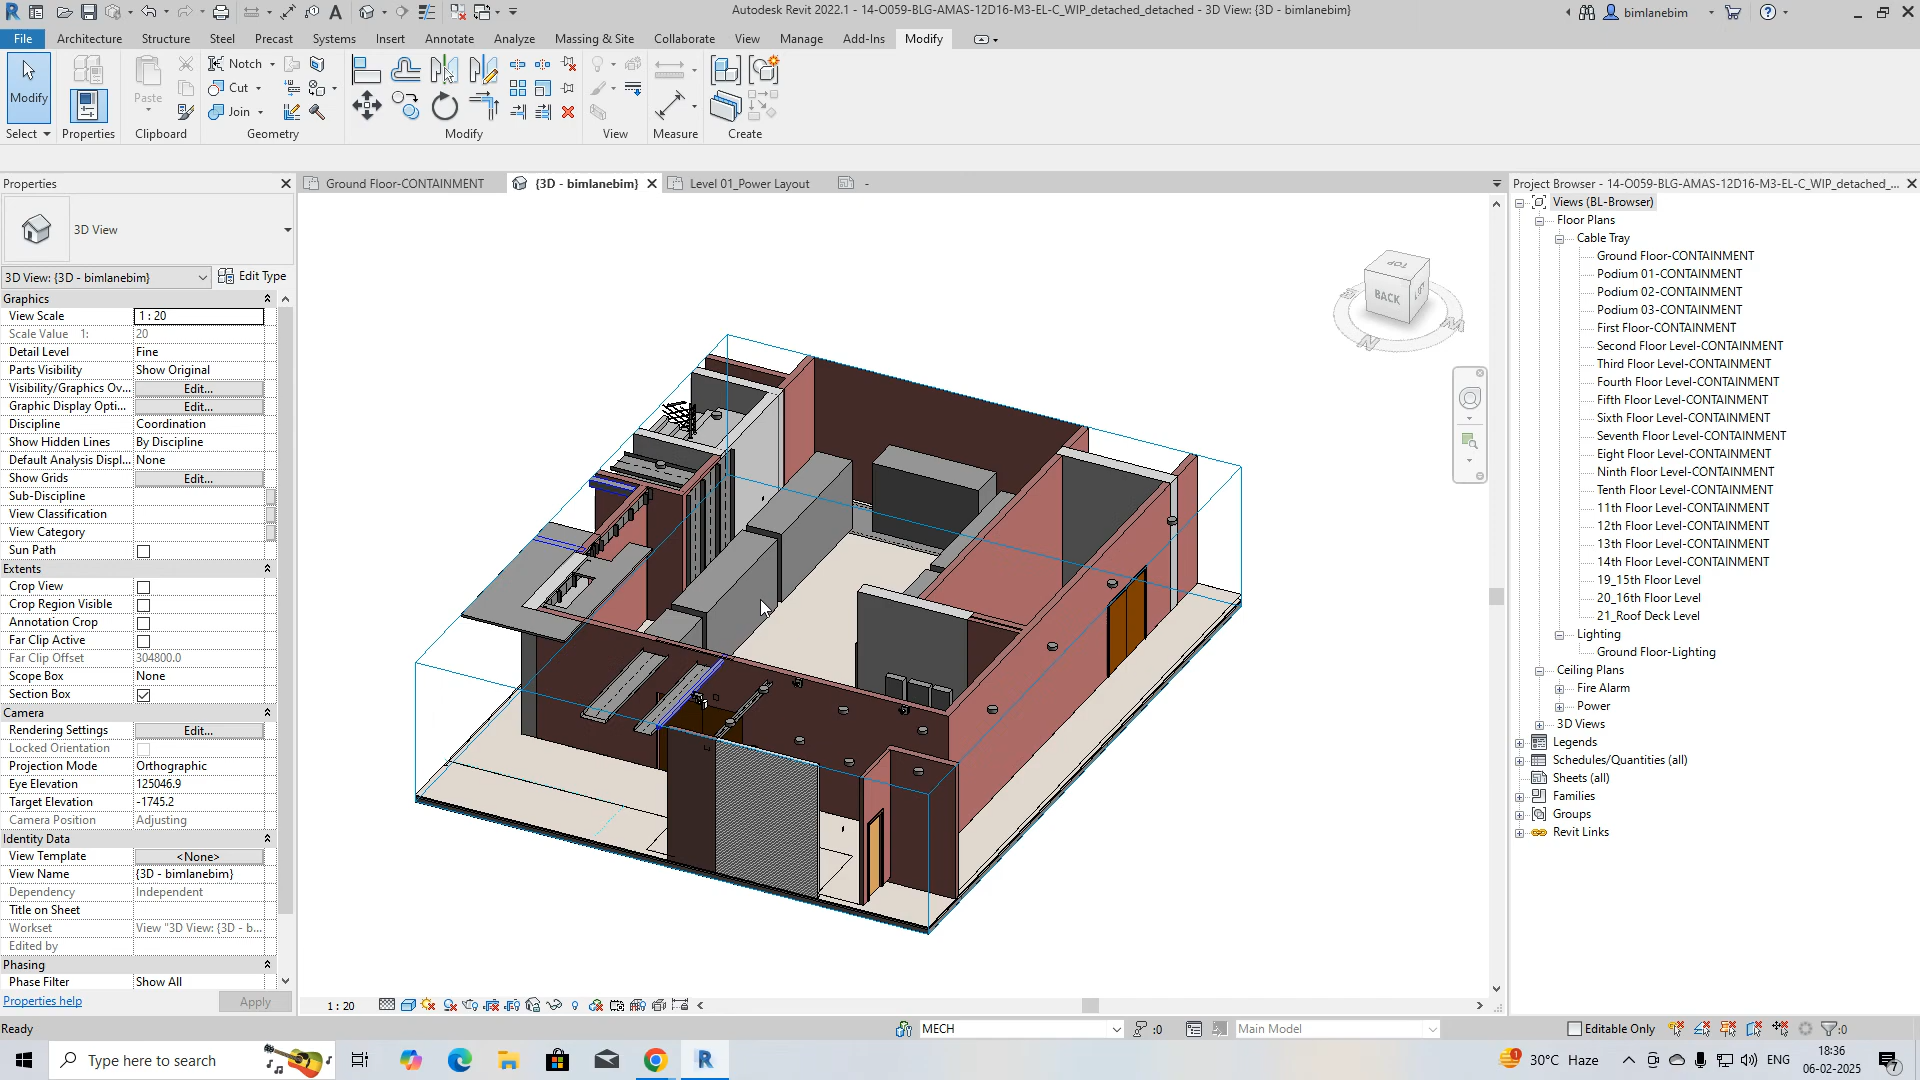 Autodesk Revit 2022.1 - 14-O059-BLG-AMAS-12D16-M3-EL-C_WIP_detached_detached - 3D View: {3D - bimlanebim}
bimlanebim
File Architecture Structure Steel Precast Systems Insert Annotate Analyze Massing & Site Collaborate View Manage Add-Ins Modify
Modify
Paste
Notch
Cut
Join
Select Properties Clipboard Geometry Modify View Measure Create
Properties
Ground Floor-CONTAINMENT
{3D - bimlanebim}
Level 01_Power Layout
-
3D View
3D View: {3D - bimlanebim}
Edit Type
Graphics
View Scale 1 : 20
Scale Value 1: 20
Detail Level Fine
Parts Visibility Show Original
Visibility/Graphics Ov... Edit...
Graphic Display Opti... Edit...
Discipline Coordination
Show Hidden Lines By Discipline
Default Analysis Displ... None
Show Grids Edit...
Sub-Discipline
View Classification
View Category
Sun Path
Extents
Crop View
Crop Region Visible
Annotation Crop
Far Clip Active
Far Clip Offset 304800.0
Scope Box None
Section Box
Camera
Rendering Settings Edit...
Locked Orientation
Projection Mode Orthographic
Eye Elevation 125046.9
Target Elevation -1745.2
Camera Position Adjusting
Identity Data
View Template <None>
View Name {3D - bimlanebim}
Dependency Independent
Title on Sheet
Workset View "3D View: {3D - b...
Edited by
Phasing
Phase Filter Show All
Properties help
Apply
TOP
BACK
N
W
1 : 20
Project Browser - 14-O059-BLG-AMAS-12D16-M3-EL-C_WIP_detached_...
Views (BL-Browser)
Floor Plans
Cable Tray
Ground Floor-CONTAINMENT
Podium 01-CONTAINMENT
Podium 02-CONTAINMENT
Podium 03-CONTAINMENT
First Floor-CONTAINMENT
Second Floor Level-CONTAINMENT
Third Floor Level-CONTAINMENT
Fourth Floor Level-CONTAINMENT
Fifth Floor Level-CONTAINMENT
Sixth Floor Level-CONTAINMENT
Seventh Floor Level-CONTAINMENT
Eight Floor Level-CONTAINMENT
Ninth Floor Level-CONTAINMENT
Tenth Floor Level-CONTAINMENT
11th Floor Level-CONTAINMENT
12th Floor Level-CONTAINMENT
13th Floor Level-CONTAINMENT
14th Floor Level-CONTAINMENT
19_15th Floor Level
20_16th Floor Level
21_Roof Deck Level
Lighting
Ground Floor-Lighting
Ceiling Plans
Fire Alarm
Power
3D Views
Legends
Schedules/Quantities (all)
Sheets (all)
Families
Groups
Revit Links
Ready
MECH
:0
Main Model
Editable Only
:0
Type here to search
30°C Haze
ENG
18:36
06-02-2025
7